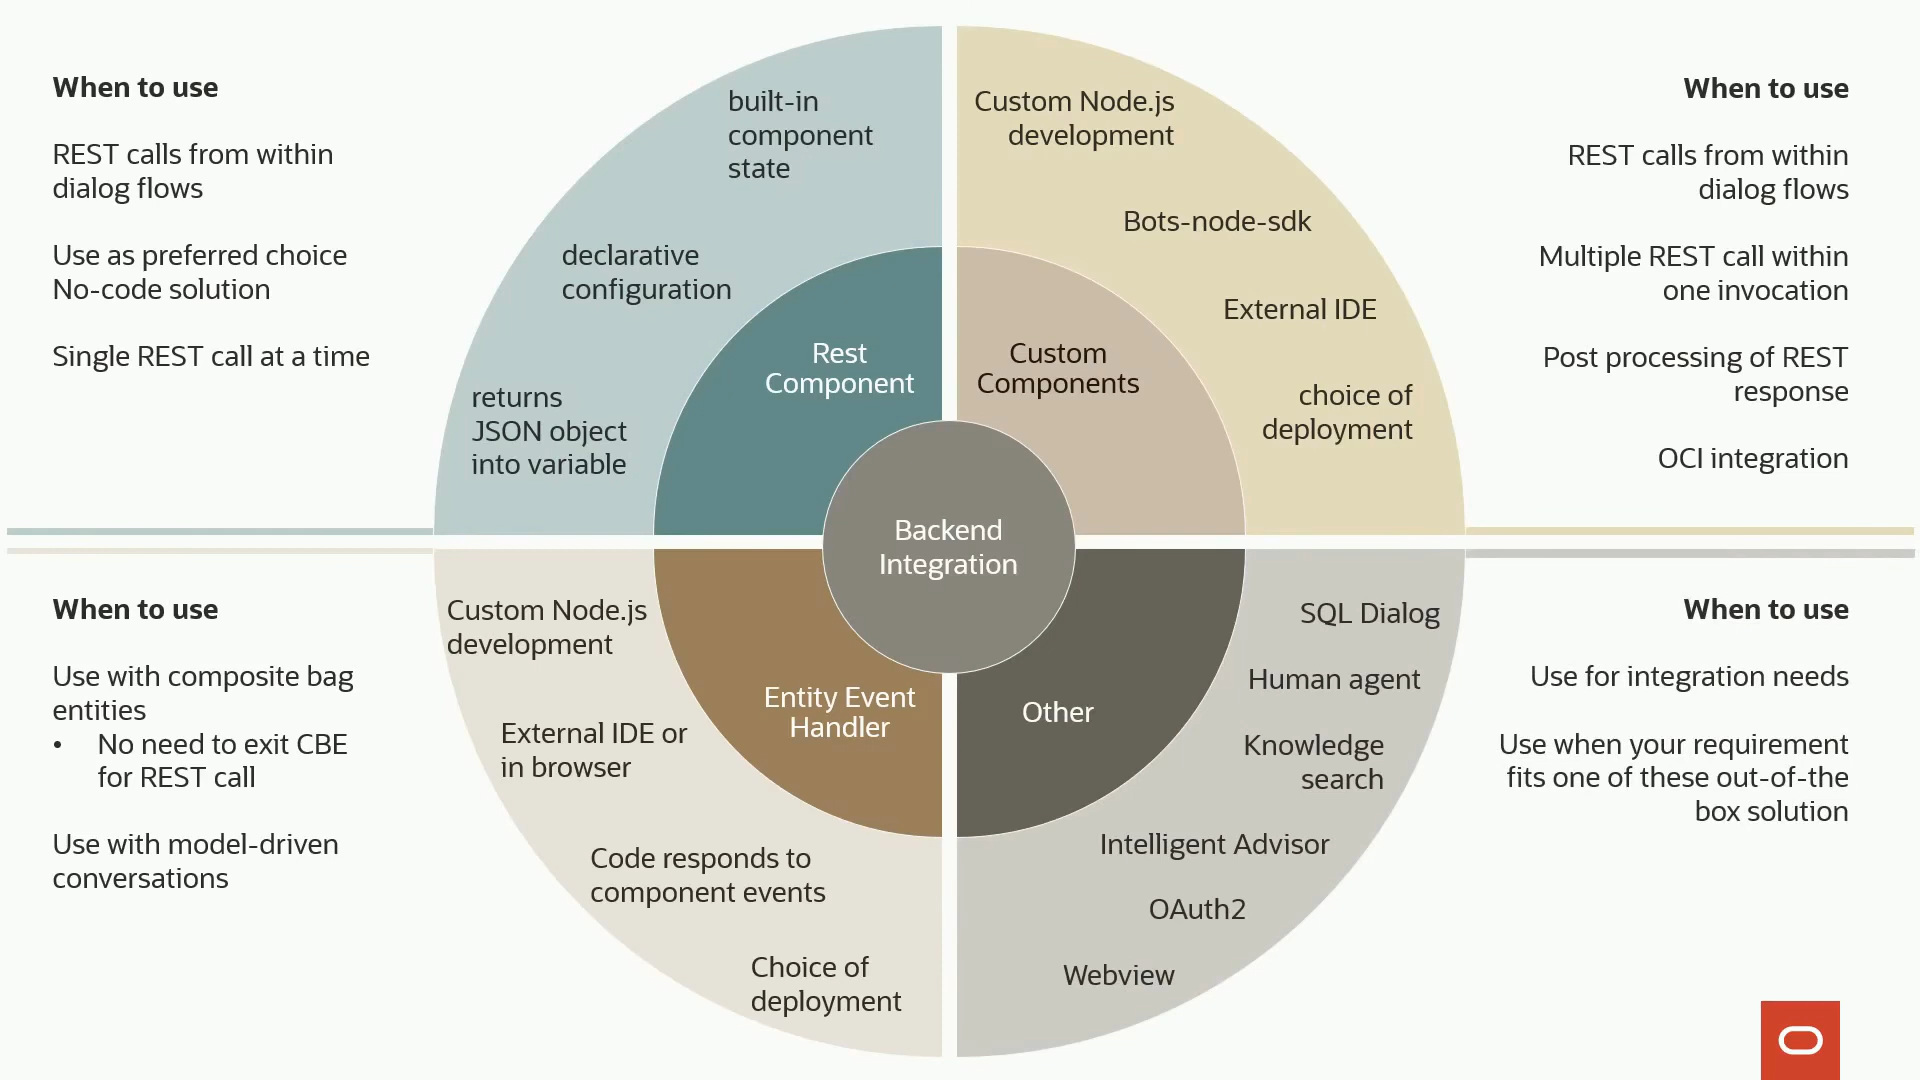 When to use
REST calls from within
dialog flows
Use as preferred choice
No-code solution
Single REST call at a time
built-in
component
state
declarative
configuration
returns
JSON object
into variable
Rest
Component
Custom Node.js
development
Bots-node-sdk
External IDE
choice of
deployment
Custom
Components
When to use
REST calls from within
dialog flows
Multiple REST call within
one invocation
Post processing of REST
response
OCI integration
Backend
Integration
When to use
Use with composite bag
entities
• No need to exit CBE
for REST call
Use with model-driven
conversations
Custom Node.js
development
External IDE or
in browser
Code responds to
component events
Choice of
deployment
Entity Event
Handler
Other
SQL Dialog
Human agent
Knowledge
search
Intelligent Advisor
OAuth2
Webview
When to use
Use for integration needs
Use when your requirement
fits one of these out-of-the
box solution